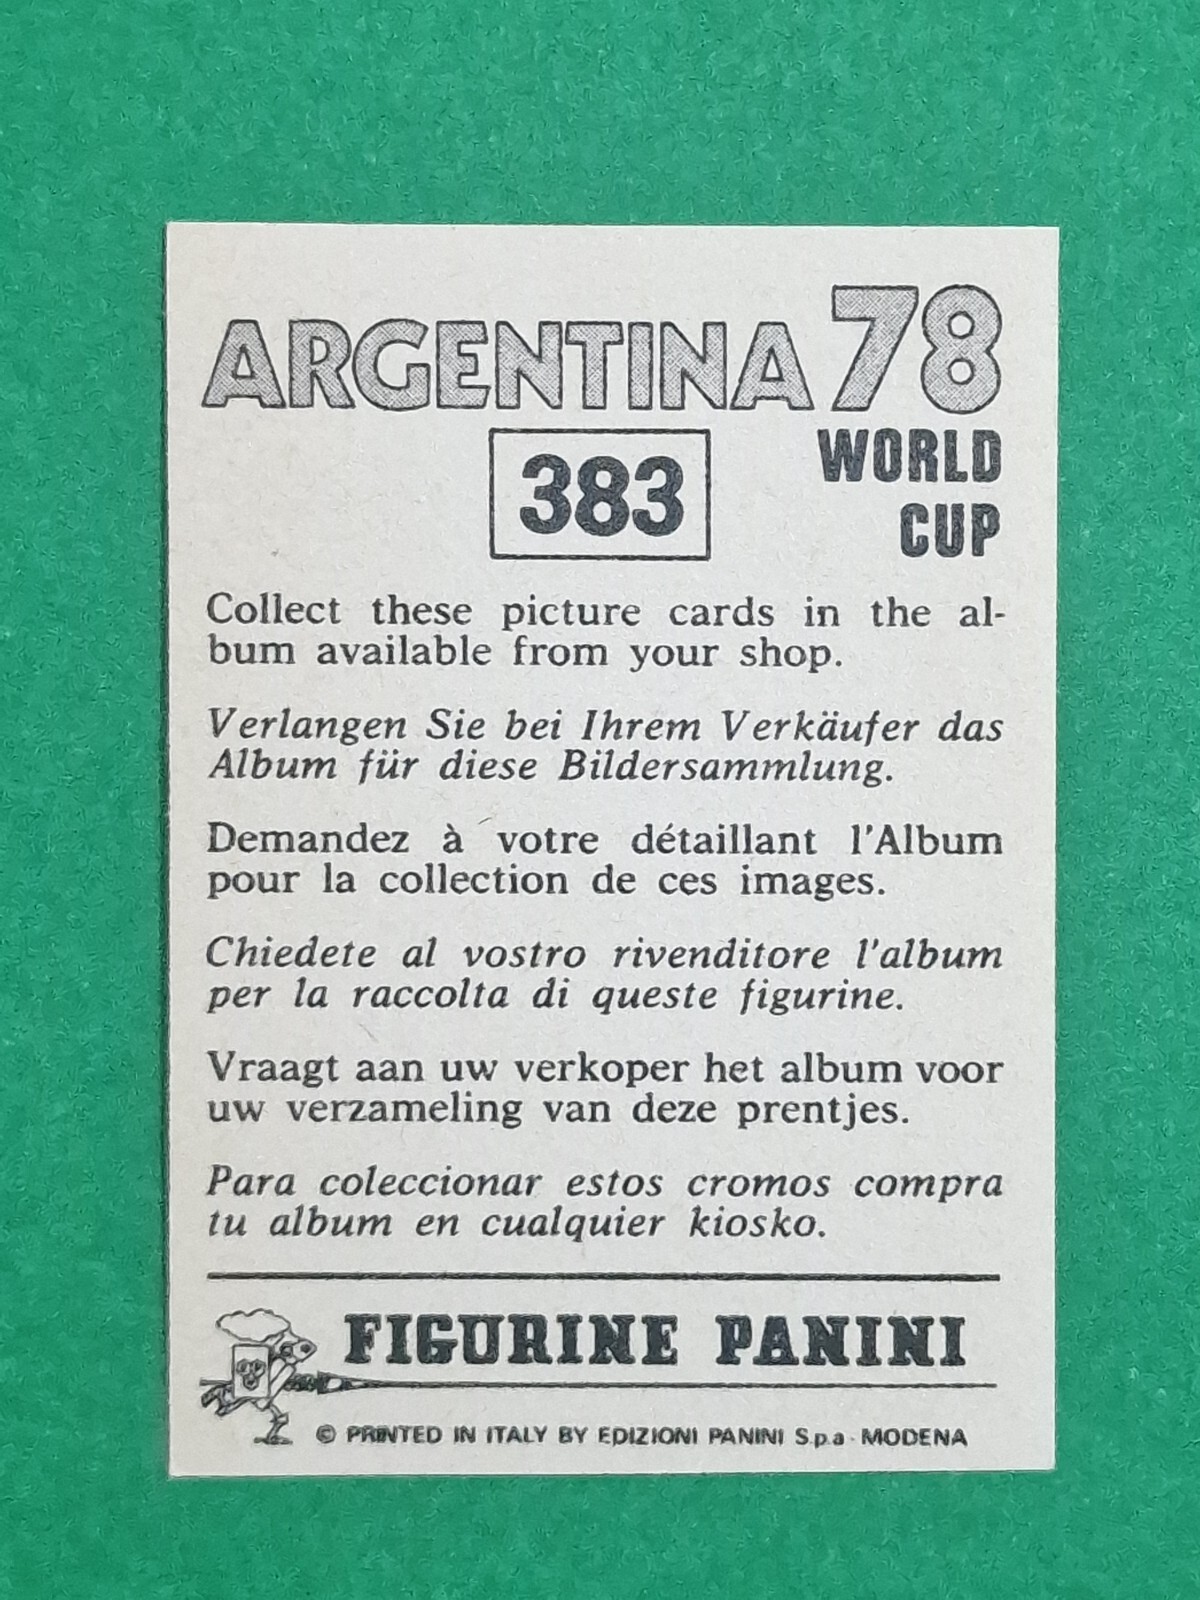 ARGENTINA 78
383
WORLD
CUP
Collect these picture cards in the al-
bum available from your shop.
Verlangen Sie bei Ihrem Verkäufer das
Album für diese Bildersammlung.
Demandez à votre détaillant l'Album
pour la collection de ces images.
Chiedete al vostro rivenditore l'album
per la raccolta di queste figurine.
Vraagt aan uw verkoper het album voor
uw verzameling van deze prentjes.
Para coleccionar estos cromos compra
tu album en cualquier kiosko.
FIGURINE PANINI
© PRINTED IN ITALY BY EDIZIONI PANINI S.p.a - MODENA